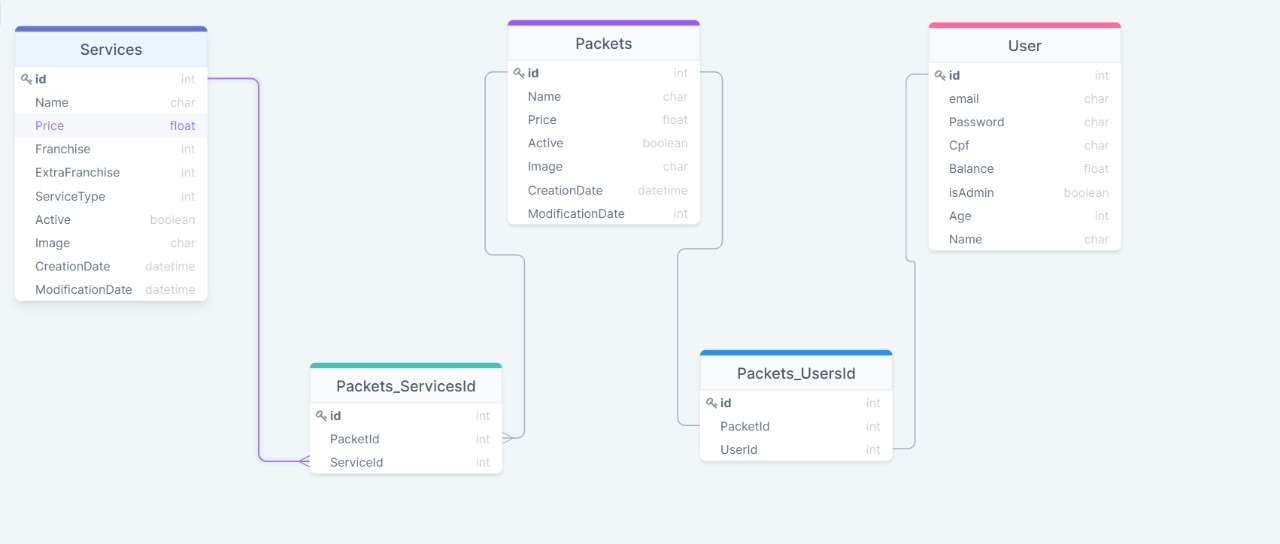 Services
id int
Name char
Price float
Franchise int
ExtraFranchise int
ServiceType int
Active boolean
Image char
CreationDate datetime
ModificationDate datetime
Packets
id int
Name char
Price float
Active boolean
Image char
CreationDate datetime
ModificationDate int
User
id int
email char
Password char
Cpf char
Balance float
isAdmin boolean
Age int
Name char
Packets_ServicesId
id int
PacketId int
ServiceId int
Packets_UsersId
id int
PacketId int
UserId int